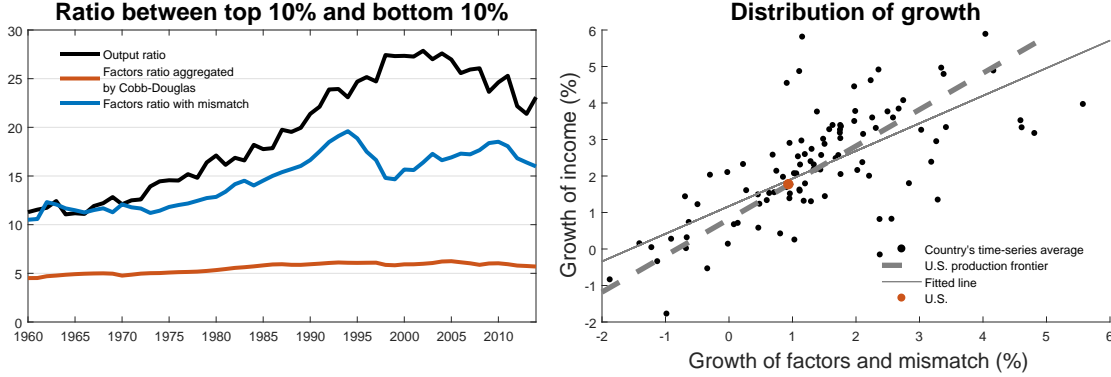 Ratio between top 10% and bottom 10%
30
25
20
15
10
5
0
Output ratio
Factors ratio aggregated
by Cobb-Douglas
Factors ratio with mismatch
1960 1965 1970 1975 1980 1985 1990 1995 2000 2005 2010
Distribution of growth
Growth of income (%)
6
5
4
3
2
1
0
-1
-2
Country's time-series average
U.S. production frontier
Fitted line
U.S.
-2 -1 0 1 2 3 4 5 6
Growth of factors and mismatch (%)